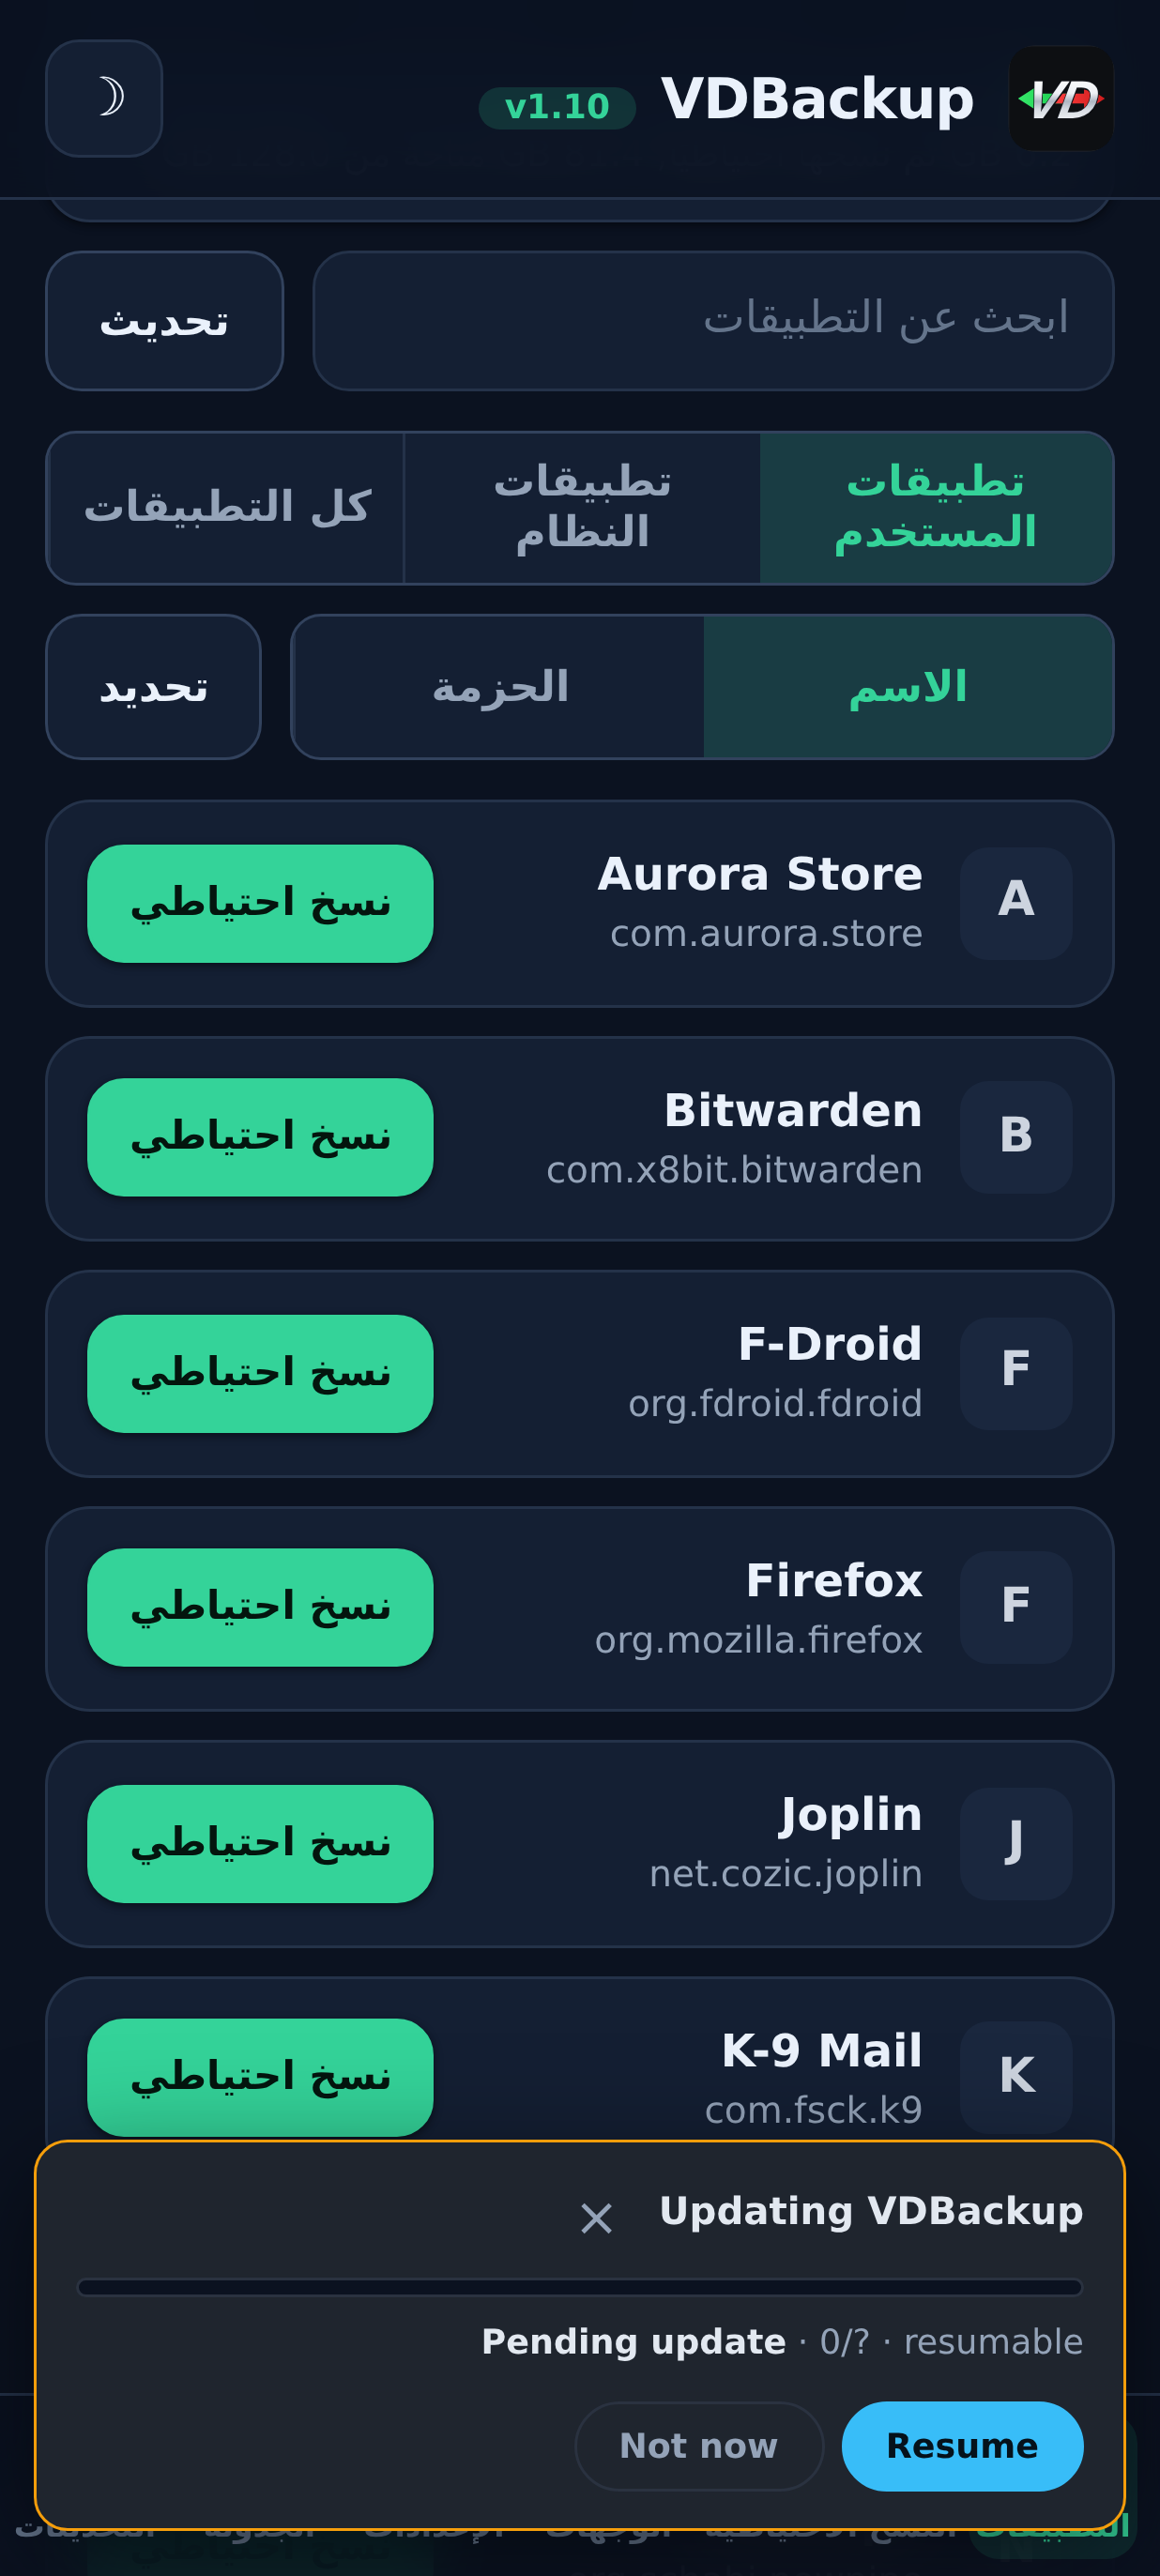 VD VDBackup v1.10 ☽
ابحث عن التطبيقات تحديث
تطبيقات المستخدم
تطبيقات النظام
كل التطبيقات
الاسم الحزمة تحديد
A Aurora Store نسخ احتياطي
com.aurora.store
B Bitwarden نسخ احتياطي
com.x8bit.bitwarden
F F-Droid نسخ احتياطي
org.fdroid.fdroid
F Firefox نسخ احتياطي
org.mozilla.firefox
J Joplin نسخ احتياطي
net.cozic.joplin
K K-9 Mail نسخ احتياطي
com.fsck.k9
Updating VDBackup ×
Pending update · 0/? · resumable
Resume Not now